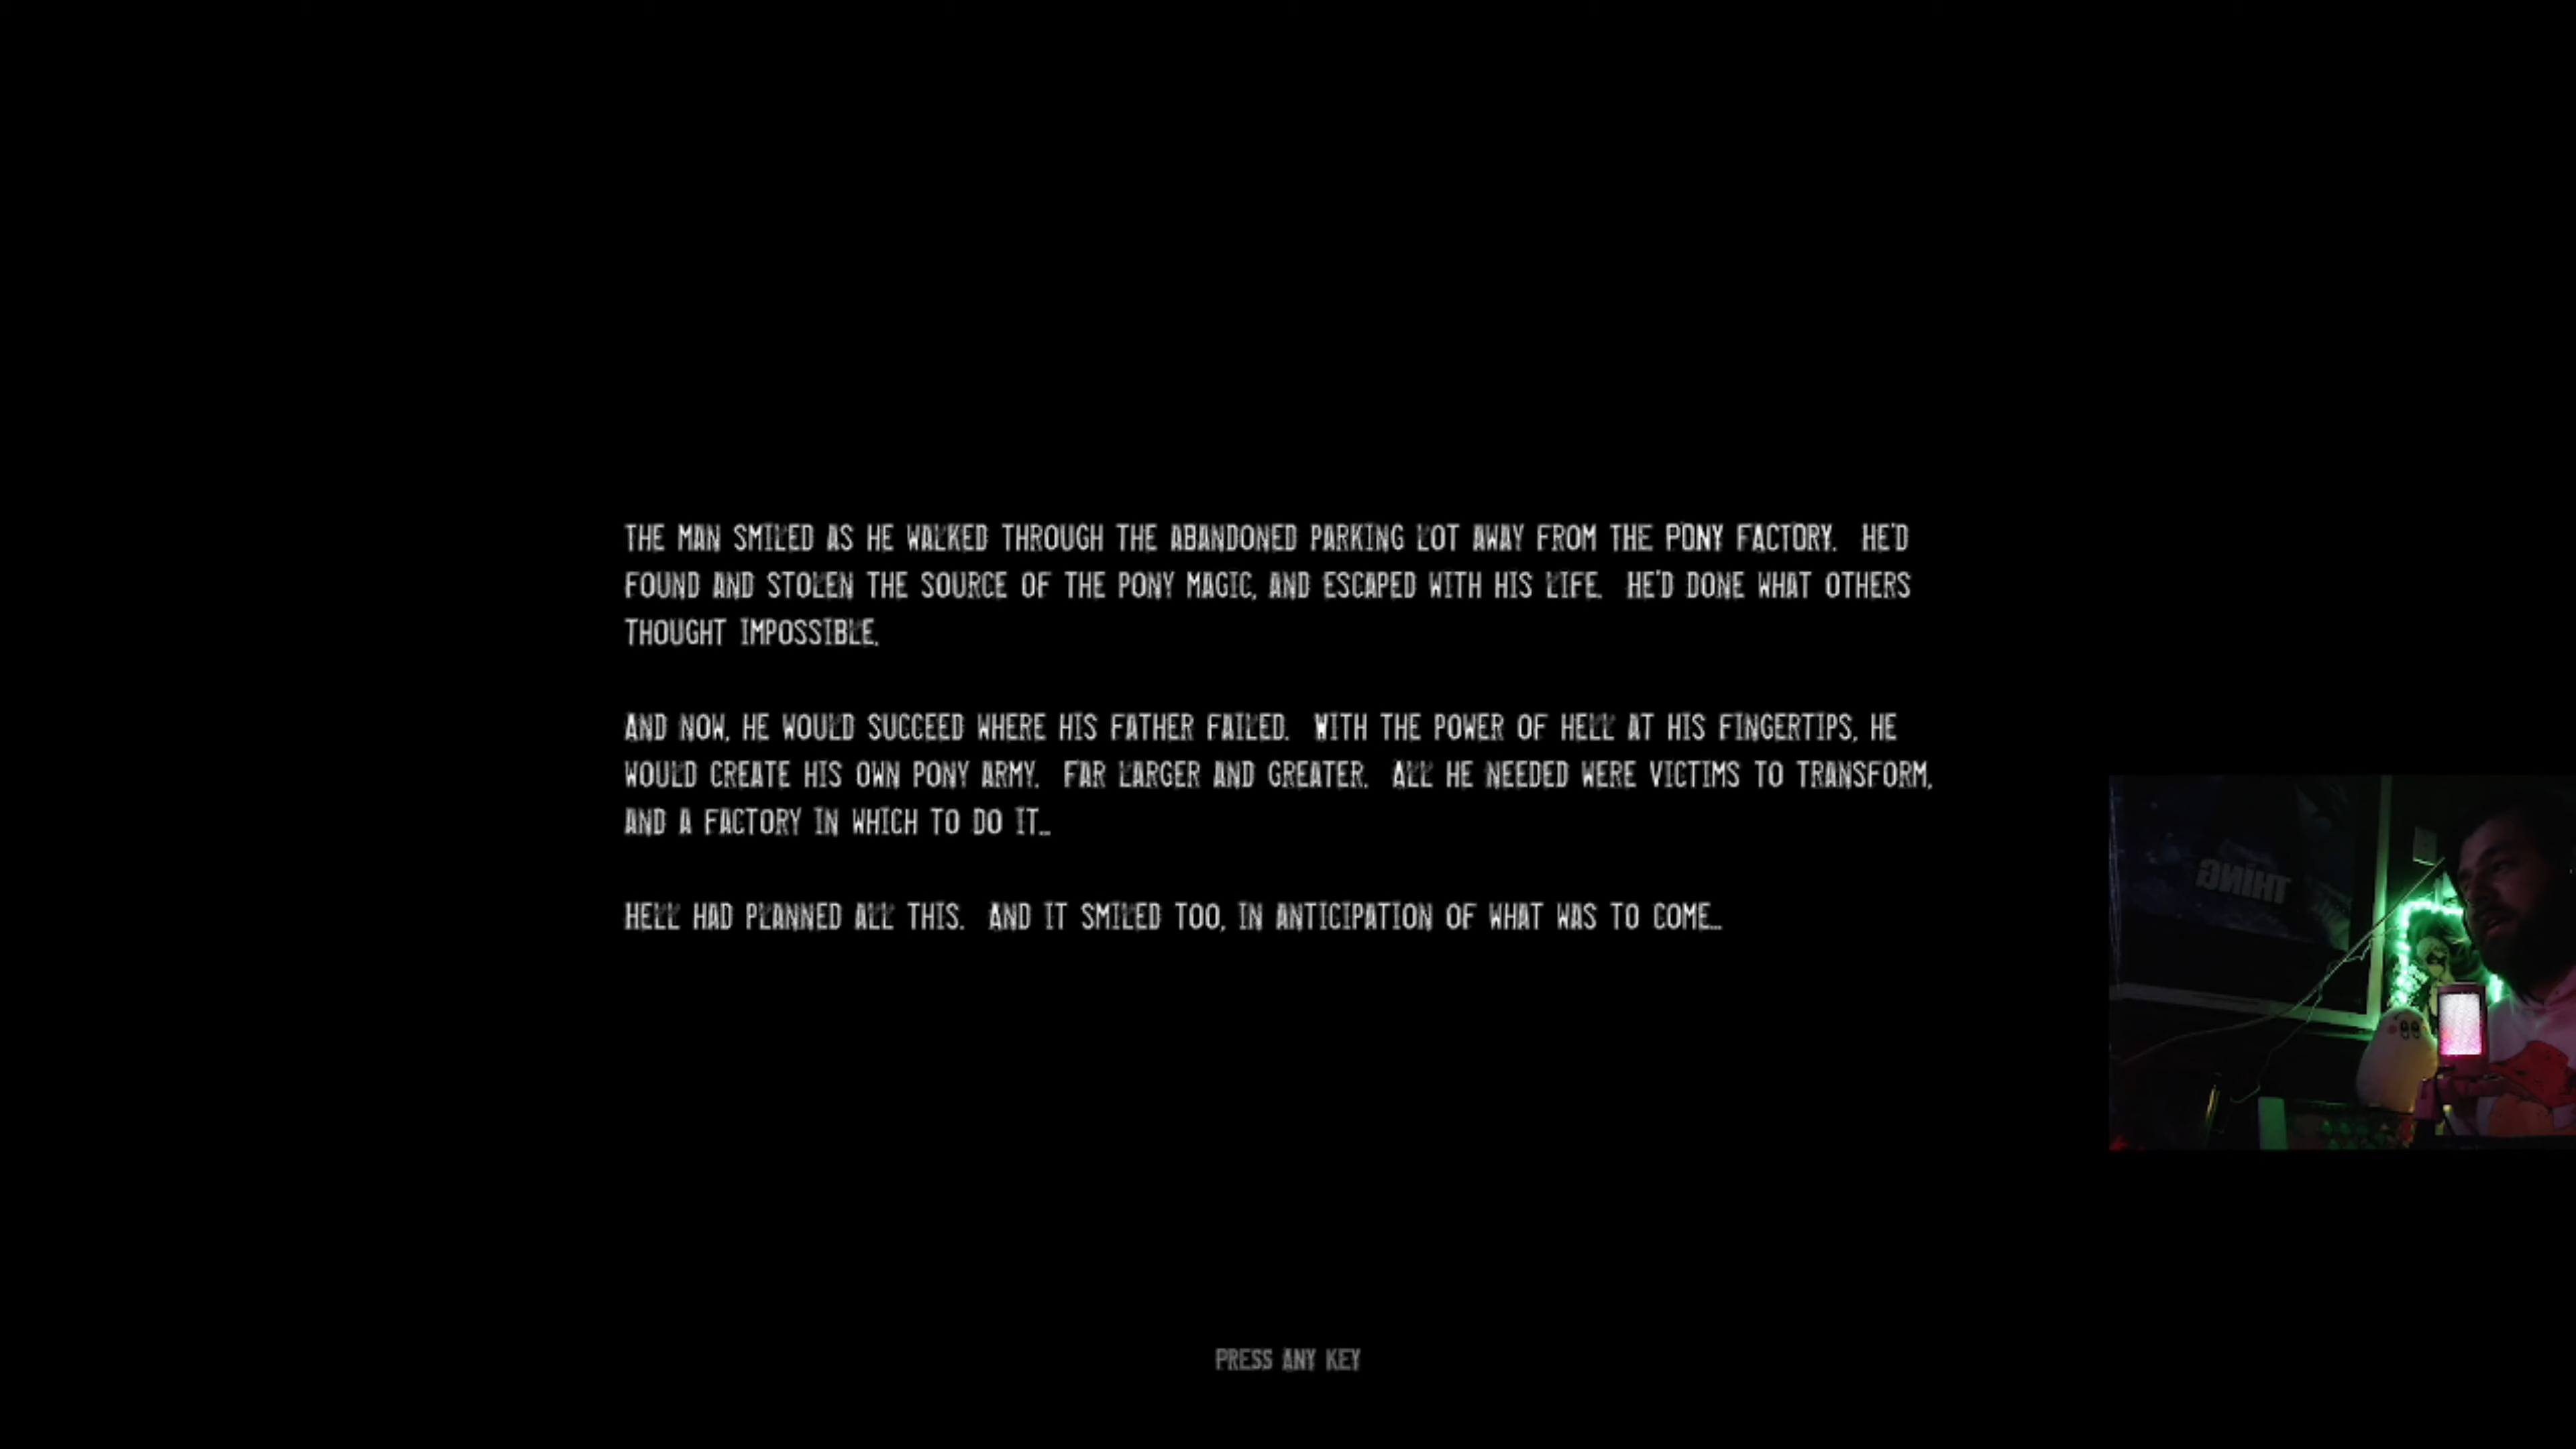 THE MAN SMILED AS HE WALKED THROUGH THE ABANDONED PARKING LOT AWAY FROM THE PONY FACTORY. HE'D
FOUND AND STOLEN THE SOURCE OF THE PONY MAGIC, AND ESCAPED WITH HIS LIFE. HE'D DONE WHAT OTHERS
THOUGHT IMPOSSIBLE.
AND NOW, HE WOULD SUCCEED WHERE HIS FATHER FAILED. WITH THE POWER OF HELL AT HIS FINGERTIPS, HE
WOULD CREATE HIS OWN PONY ARMY. FAR LARGER AND GREATER. ALL HE NEEDED WERE VICTIMS TO TRANSFORM,
AND A FACTORY IN WHICH TO DO IT...
HELL HAD PLANNED ALL THIS. AND IT SMILED TOO, IN ANTICIPATION OF WHAT WAS TO COME...
THING
PRESS ANY KEY